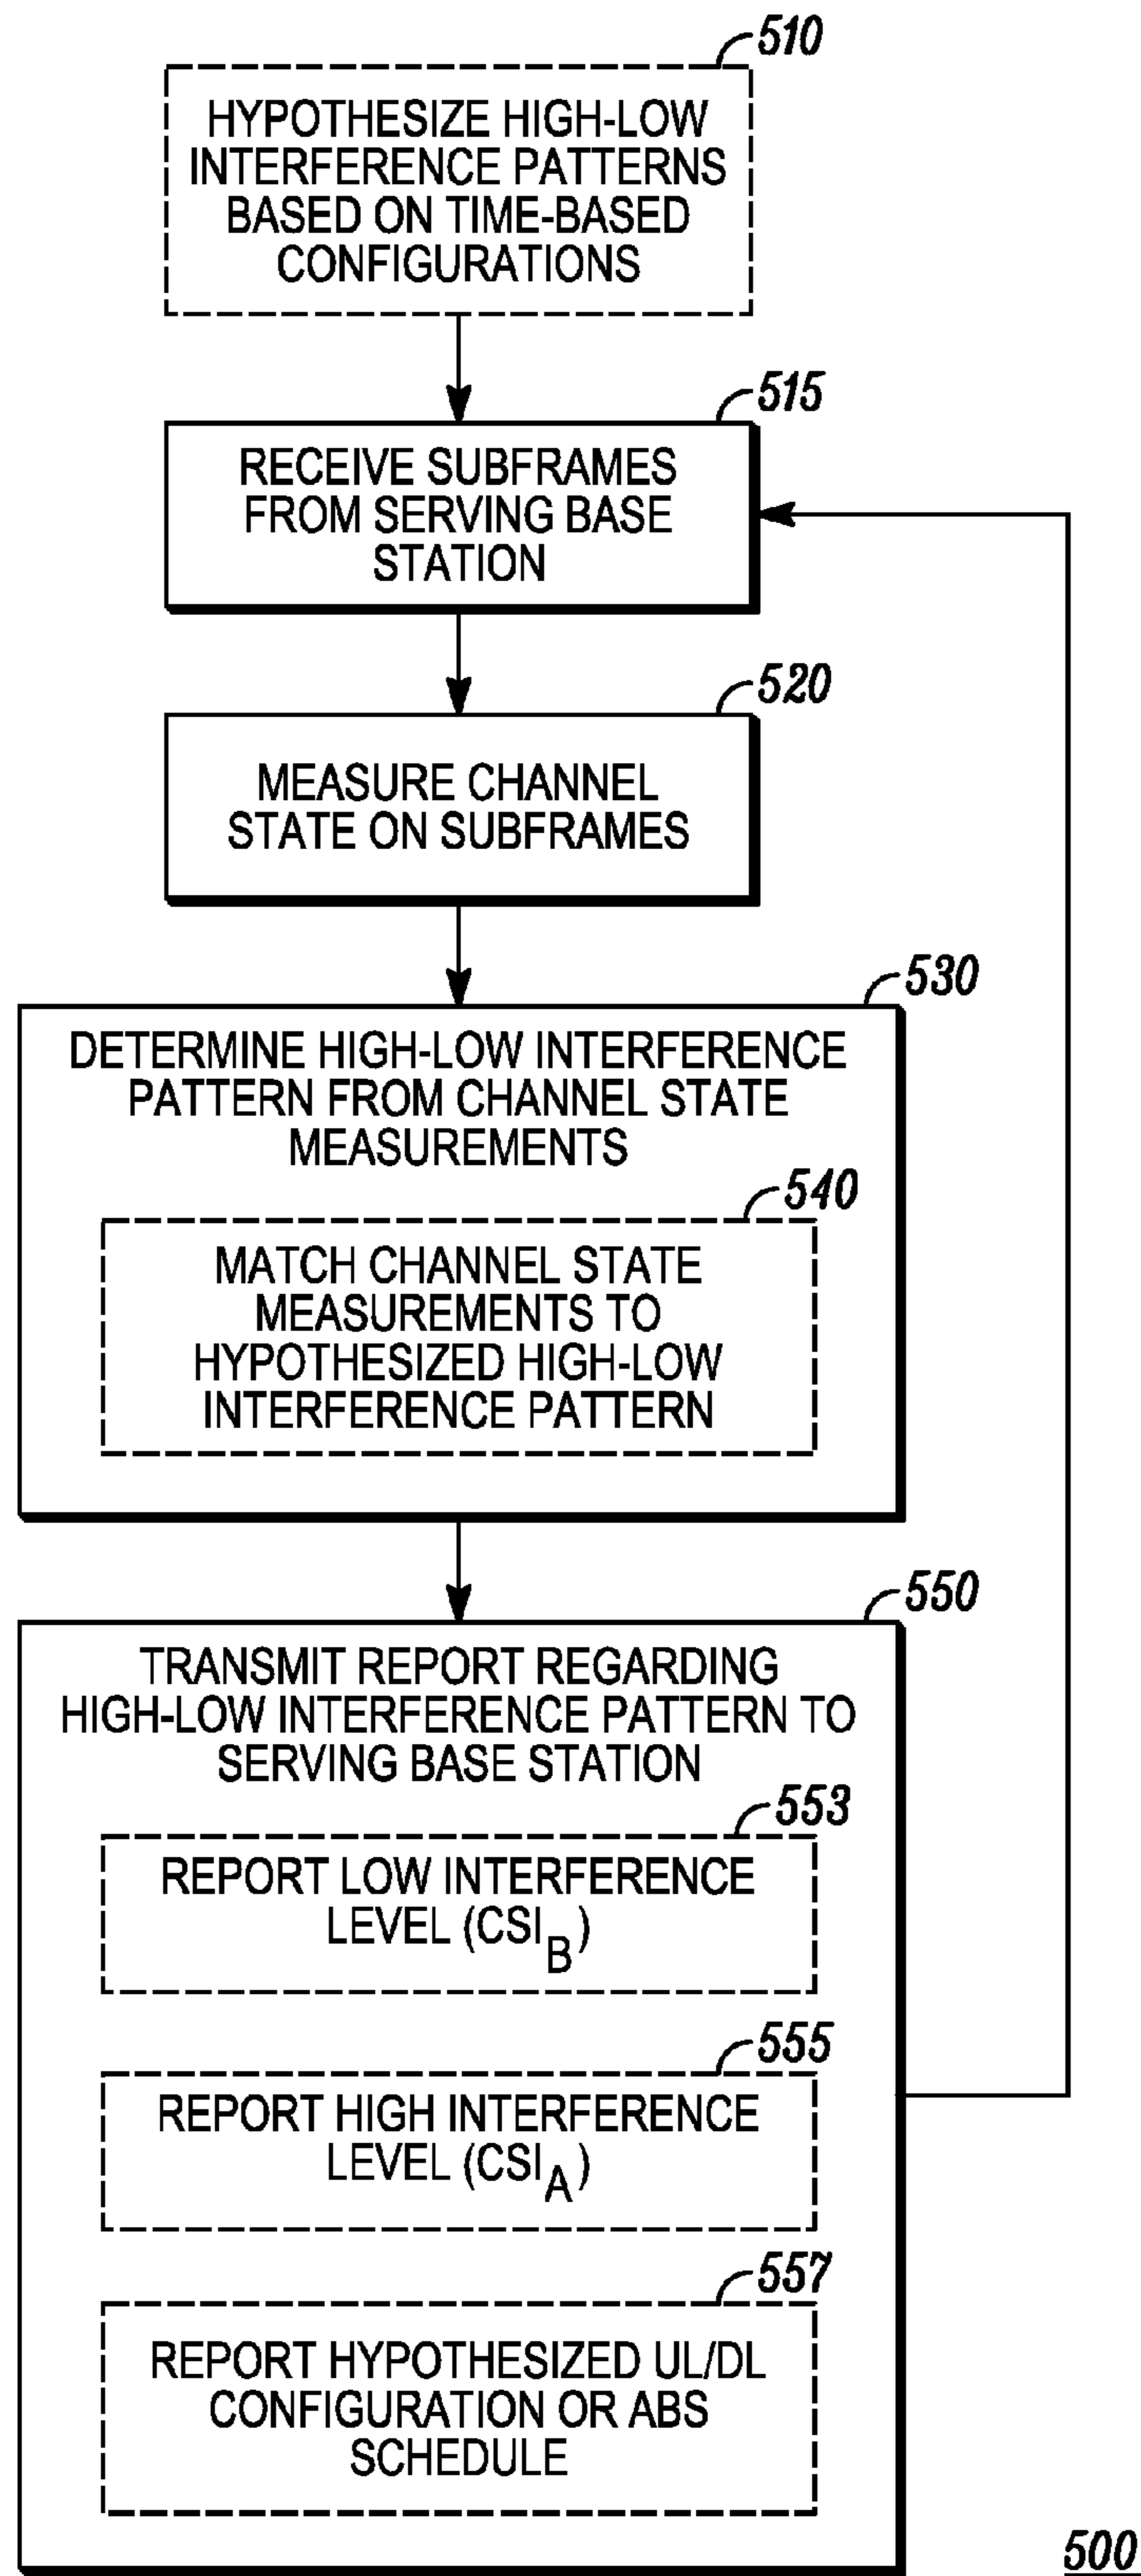 510
HYPOTHESIZE HIGH-LOW
INTERFERENCE PATTERNS
BASED ON TIME-BASED
CONFIGURATIONS
515
RECEIVE SUBFRAMES
FROM SERVING BASE
STATION
520
MEASURE CHANNEL
STATE ON SUBFRAMES
530
DETERMINE HIGH-LOW INTERFERENCE
PATTERN FROM CHANNEL STATE
MEASUREMENTS
540
MATCH CHANNEL STATE
MEASUREMENTS TO
HYPOTHESIZED HIGH-LOW
INTERFERENCE PATTERN
550
TRANSMIT REPORT REGARDING
HIGH-LOW INTERFERENCE PATTERN TO
SERVING BASE STATION
553
REPORT LOW INTERFERENCE
LEVEL (CSI_B)
555
REPORT HIGH INTERFERENCE
LEVEL (CSI_A)
557
REPORT HYPOTHESIZED UL/DL
CONFIGURATION OR ABS
SCHEDULE
500